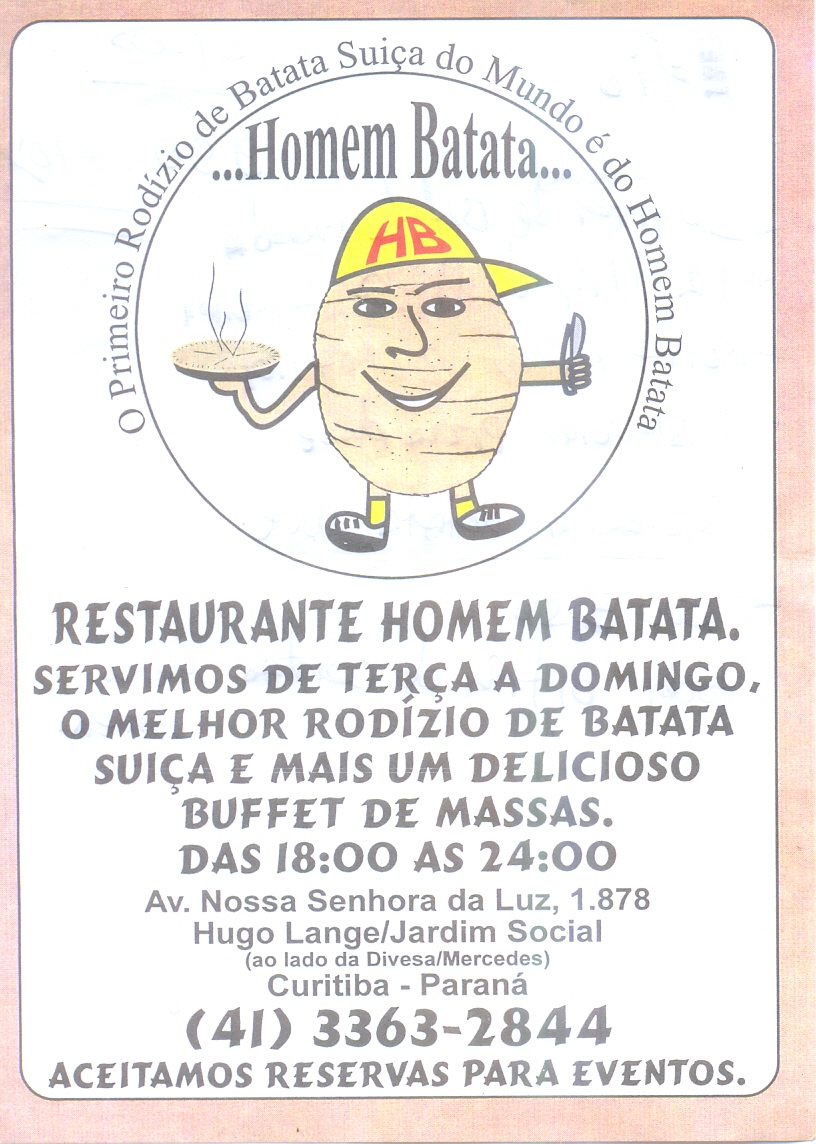 O Primeiro Rodízio de Batata Suiça do Mundo é do Homem Batata
...Homem Batata...
HB
RESTAURANTE HOMEM BATATA.
SERVIMOS DE TERÇA A DOMINGO,
O MELHOR RODÍZIO DE BATATA
SUIÇA E MAIS UM DELICIOSO
BUFFET DE MASSAS.
DAS 18:00 AS 24:00
Av. Nossa Senhora da Luz, 1.878
Hugo Lange/Jardim Social
(ao lado da Divesa/Mercedes)
Curitiba - Paraná
(41) 3363-2844
ACEITAMOS RESERVAS PARA EVENTOS.